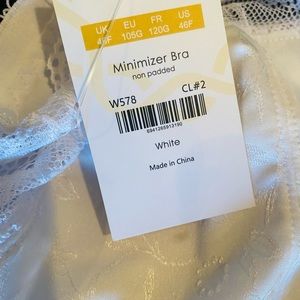 UK EU FR US
46F 105G 120G 46F
Minimizer Bra
non padded
W578 CL#2
6941285913190
White
Made in China